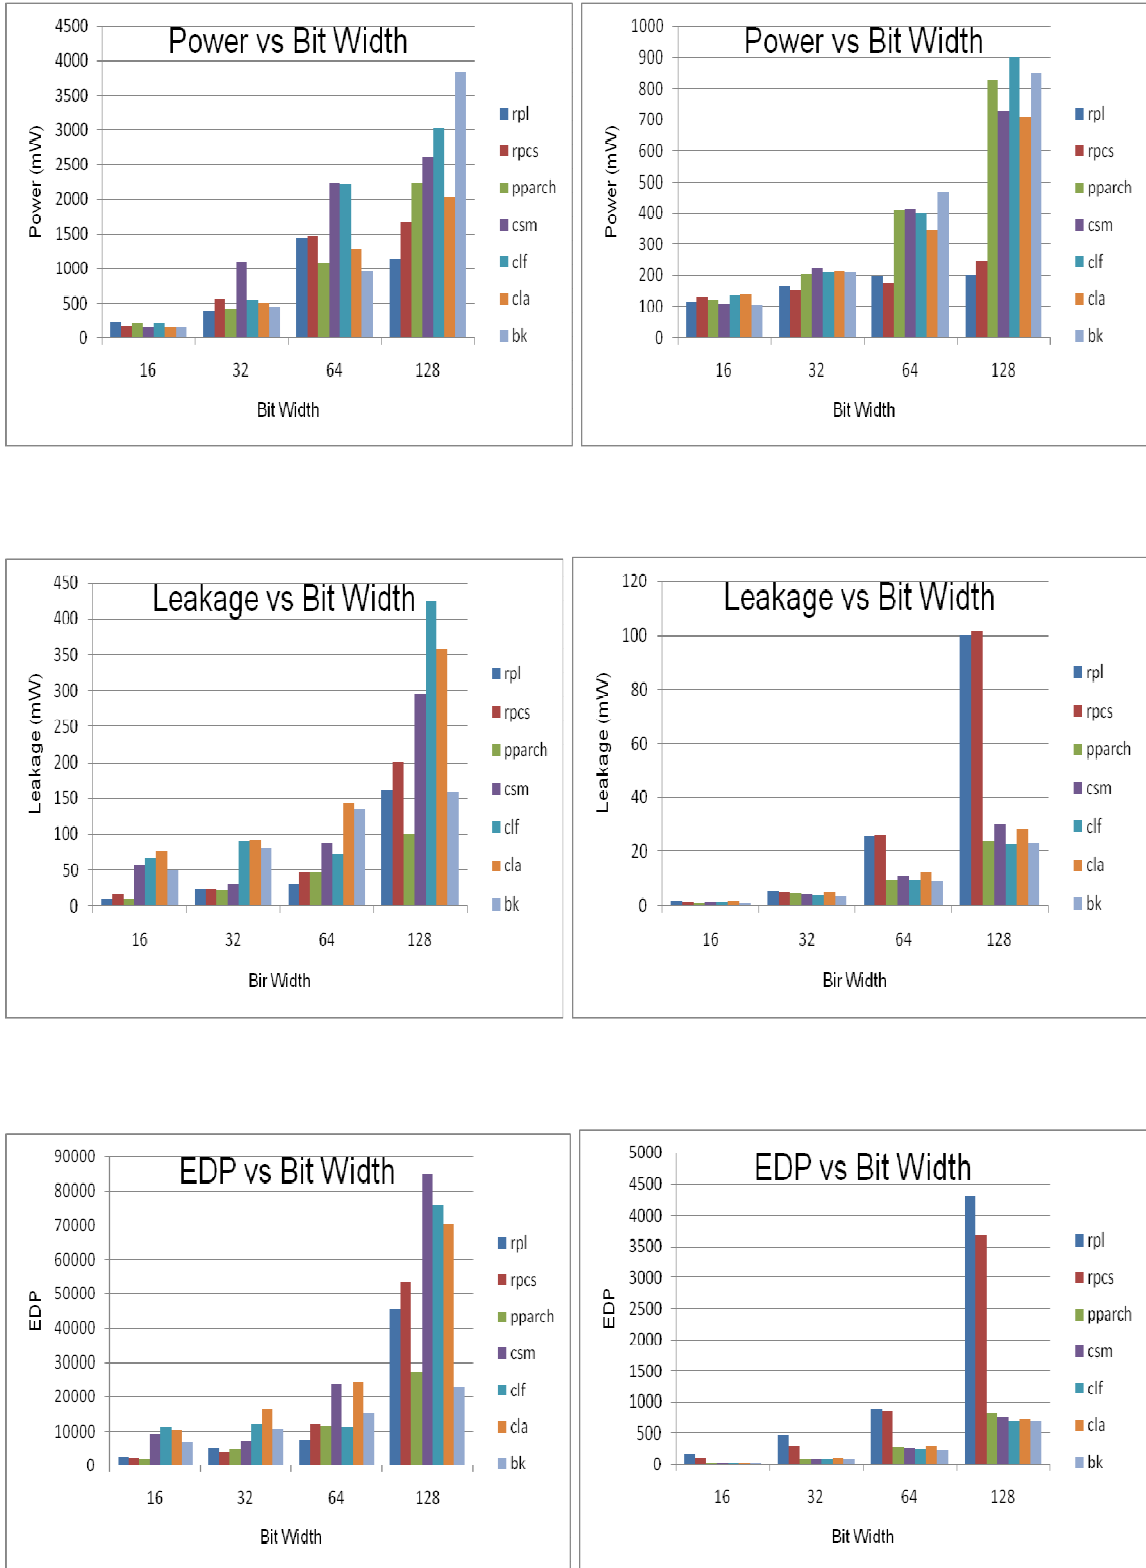 Power vs Bit Width
4500
4000
3500
3000
2500
2000
1500
1000
500
0
Power (mW)
16 32 64 128
Bit Width
rpl
rpcs
pparch
csm
clf
cla
bk
Power vs Bit Width
1000
900
800
700
600
500
400
300
200
100
0
Power (mW)
16 32 64 128
Bit Width
rpl
rpcs
pparch
csm
clf
cla
bk
Leakage vs Bit Width
450
400
350
300
250
200
150
100
50
0
Leakage (mW)
16 32 64 128
Bir Width
rpl
rpcs
pparch
csm
clf
cla
bk
Leakage vs Bit Width
120
100
80
60
40
20
0
Leakage (mW)
16 32 64 128
Bir Width
rpl
rpcs
pparch
csm
clf
cla
bk
EDP vs Bit Width
90000
80000
70000
60000
50000
40000
30000
20000
10000
0
EDP
16 32 64 128
Bit Width
rpl
rpcs
pparch
csm
clf
cla
bk
EDP vs Bit Width
5000
4500
4000
3500
3000
2500
2000
1500
1000
500
0
EDP
16 32 64 128
Bit Width
rpl
rpcs
pparch
csm
clf
cla
bk